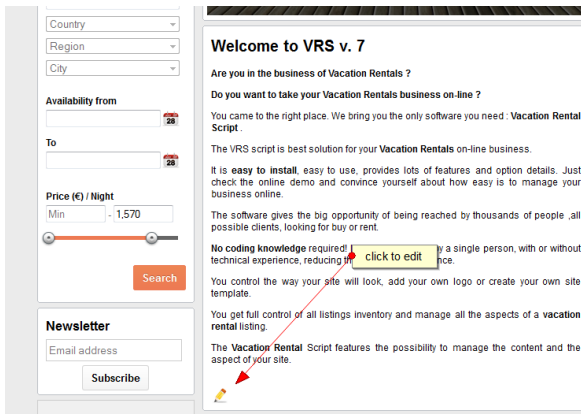 Country
Region
City
Availability from
28
To
28
Price (€) / Night
Min - 1,570
Search
Newsletter
Email address
Subscribe
Welcome to VRS v. 7
Are you in the business of Vacation Rentals ?
Do you want to take your Vacation Rentals business on-line ?
You came to the right place. We bring you the only software you need : Vacation Rental
Script .
The VRS script is best solution for your Vacation Rentals on-line business.
It is easy to install, easy to use, provides lots of features and option details. Just
check the online demo and convince yourself about how easy is to manage your
business online.
The software gives the big opportunity of being reached by thousands of people ,all
possible clients, looking for buy or rent.
No coding knowledge required! y a single person, with or without
technical experience, reducing nce.
click to edit
You control the way your site will look, add your own logo or create your own site
template.
You get full control of all listings inventory and manage all the aspects of a vacation
rental listing.
The Vacation Rental Script features the possibility to manage the content and the
aspect of your site.